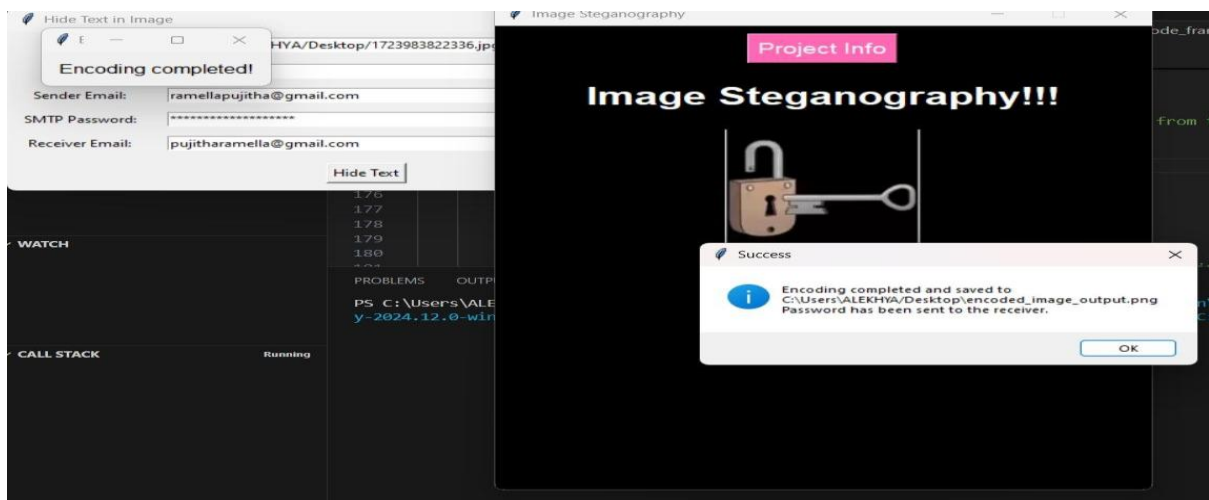 Hide Text in Image
E
HYA/Desktop/1723983822336.jpg
Encoding completed!
Sender Email: ramellapujitha@gmail.com
SMTP Password: *******************
Receiver Email: pujitharamella@gmail.com
Hide Text
176
177
178
179
180
WATCH
PROBLEMS OUTP
PS C:\Users\ALE
y-2024.12.0-win
CALL STACK Running
Image Steganography
Project Info
Image Steganography!!!
Success
Encoding completed and saved to
C:\Users\ALEKHYA/Desktop\encoded_image_output.png
Password has been sent to the receiver.
OK
ode_fra
from